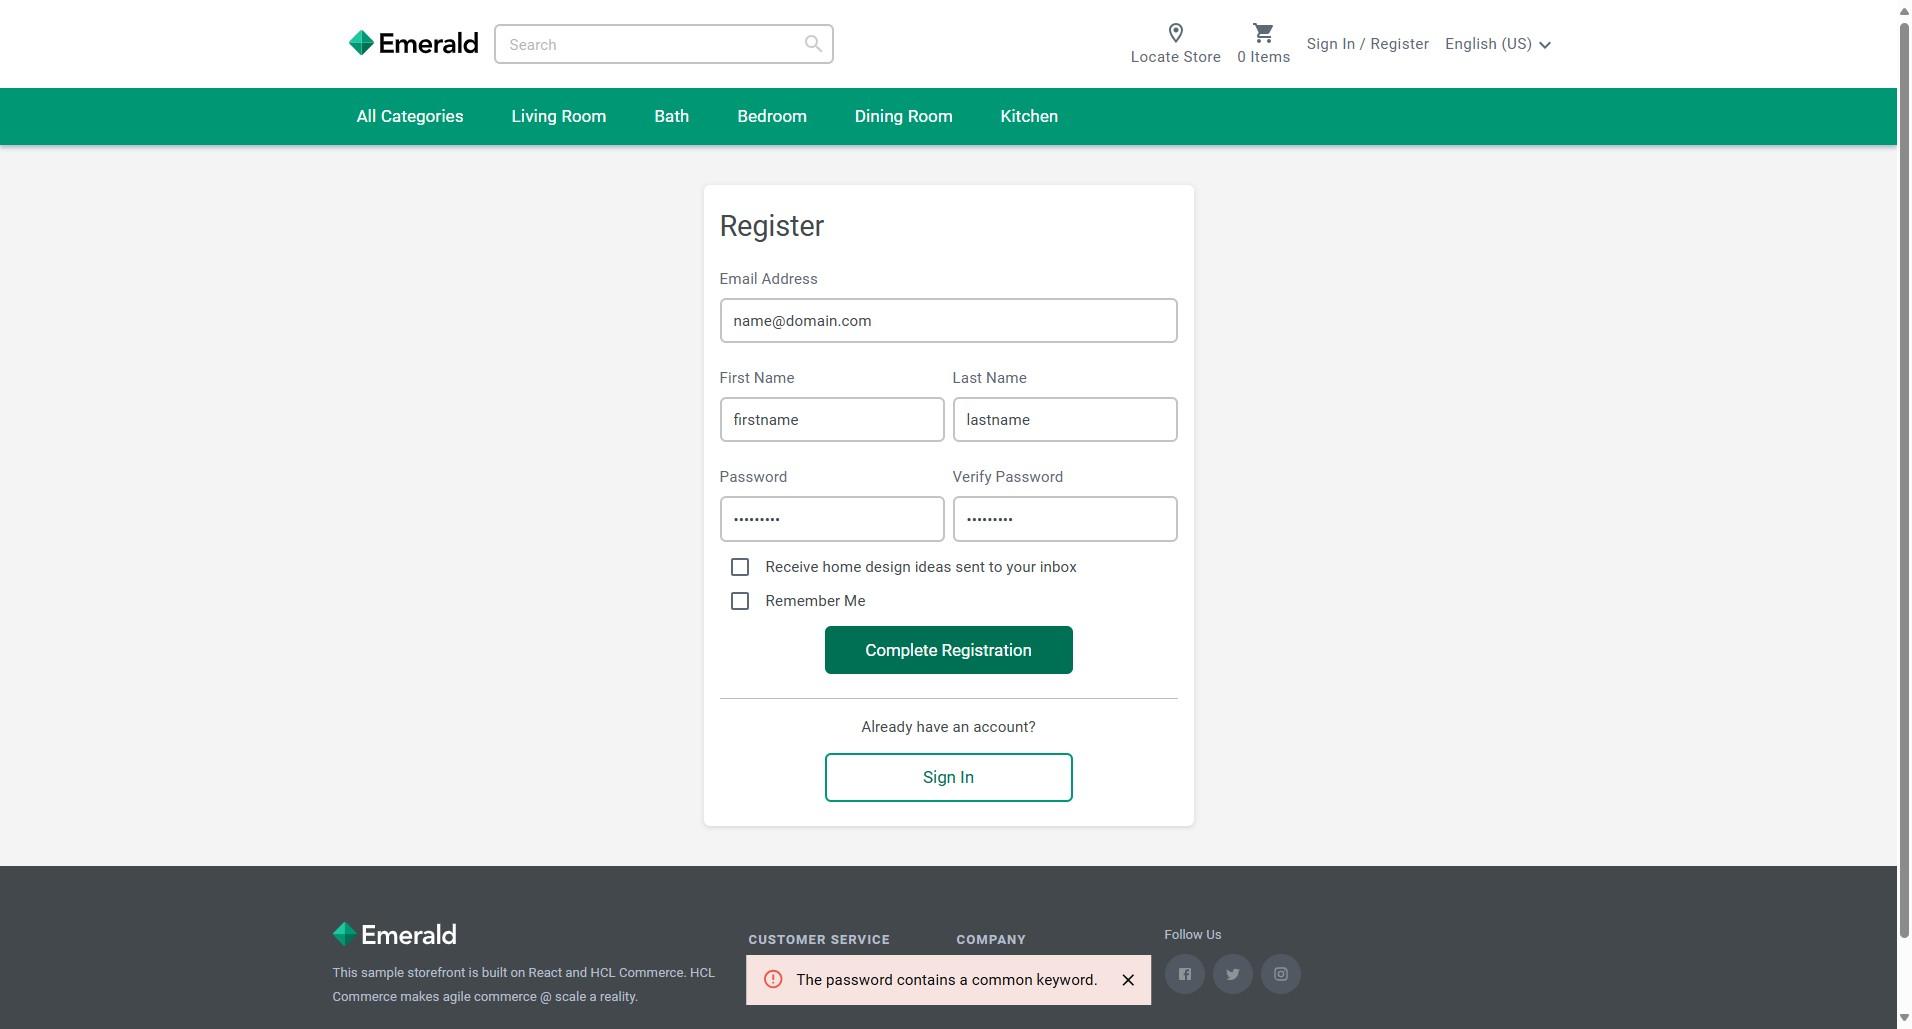 Emerald
Search
Locate Store
0 Items
Sign In / Register
English (US)
All Categories
Living Room
Bath
Bedroom
Dining Room
Kitchen
Register
Email Address
name@domain.com
First Name
Last Name
firstname
lastname
Password
Verify Password
•••••••••
•••••••••
Receive home design ideas sent to your inbox
Remember Me
Complete Registration
Already have an account?
Sign In
Emerald
This sample storefront is built on React and HCL Commerce. HCL
Commerce makes agile commerce @ scale a reality.
CUSTOMER SERVICE
COMPANY
Follow Us
The password contains a common keyword.